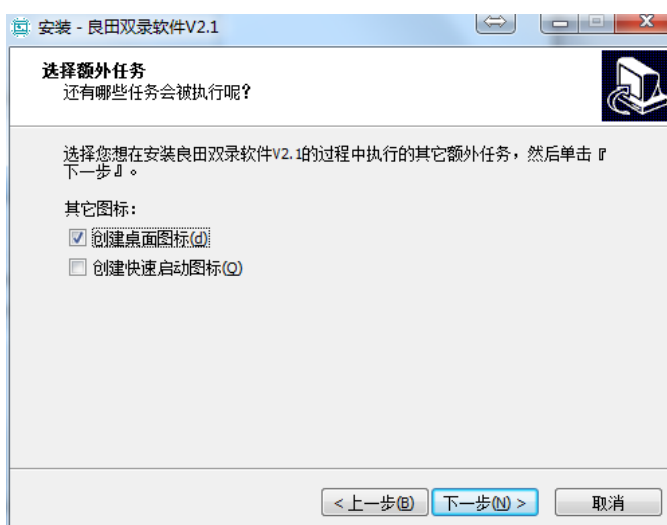 安装 - 良田双录软件V2.1
选择额外任务
还有哪些任务会被执行呢?
选择您想在安装良田双录软件V2.1的过程中执行的其它额外任务，然后单击『
下一步』。
其它图标:
创建桌面图标(d)
创建快速启动图标(Q)
<上一步(B)
下一步(N) >
取消